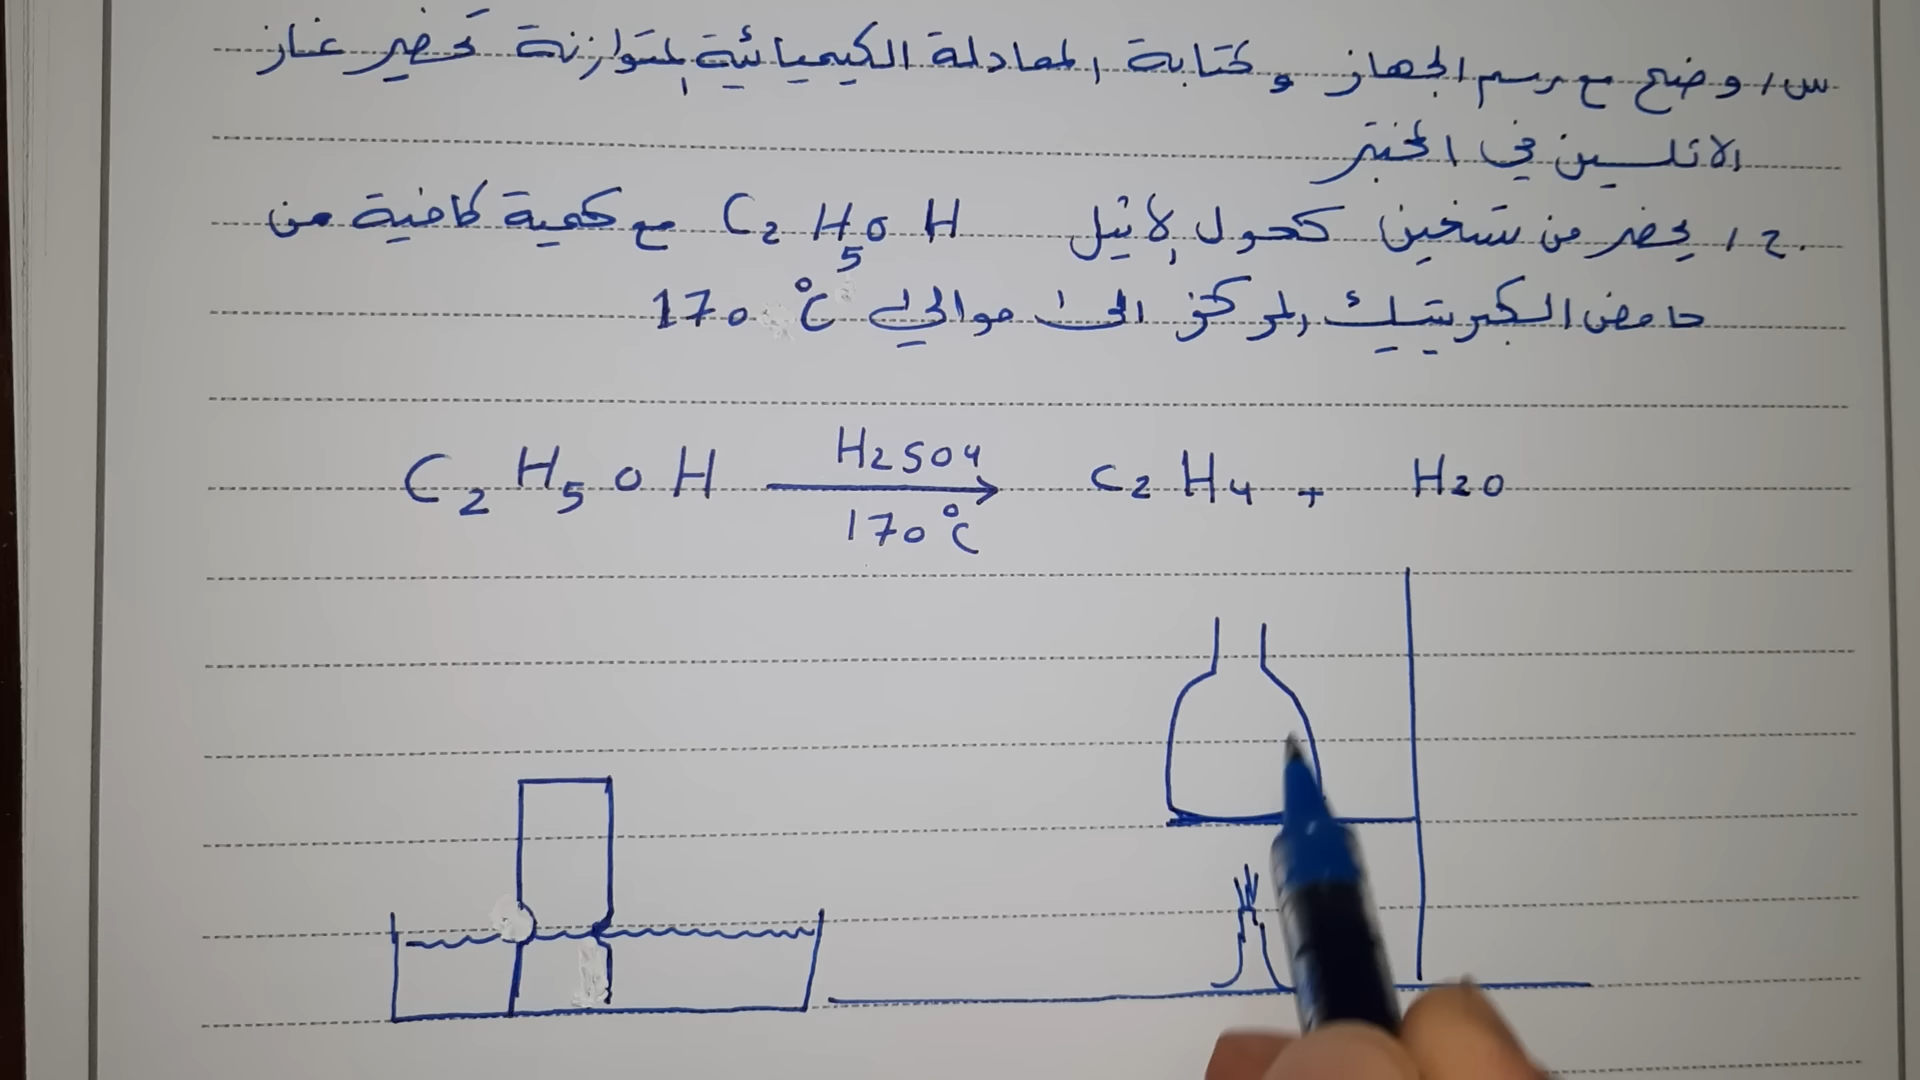 س/ وضح مع رسم الجهاز وكتابة المعادلة الكيميائية المتوازنة تحضير غاز
الاثلين في المختبر
ج/ يحضر من تسخين كحول الاثيل C2H5OH مع كمية كافية من
حامض الكبريتيك المركز الى حوالي 170 °C
C2H5OH H2SO4 → 170 °C C2H4 + H2O